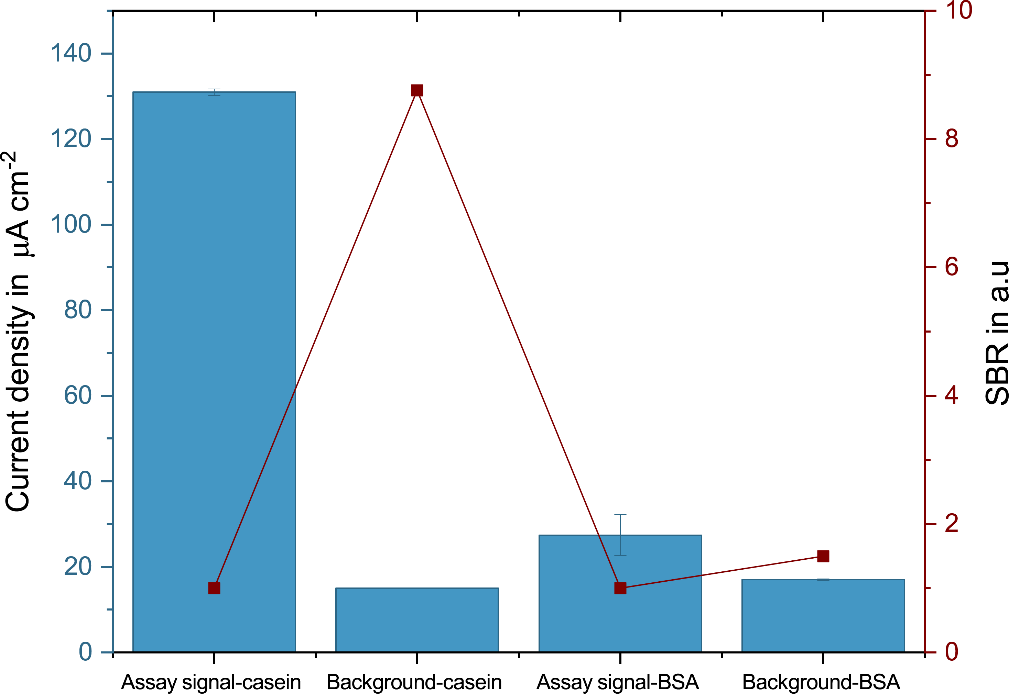 Current density in μA cm-2
140
120
100
80
60
40
20
0
10
8
6
4
2
0
SBR in a.u
Assay signal-casein
Background-casein
Assay signal-BSA
Background-BSA